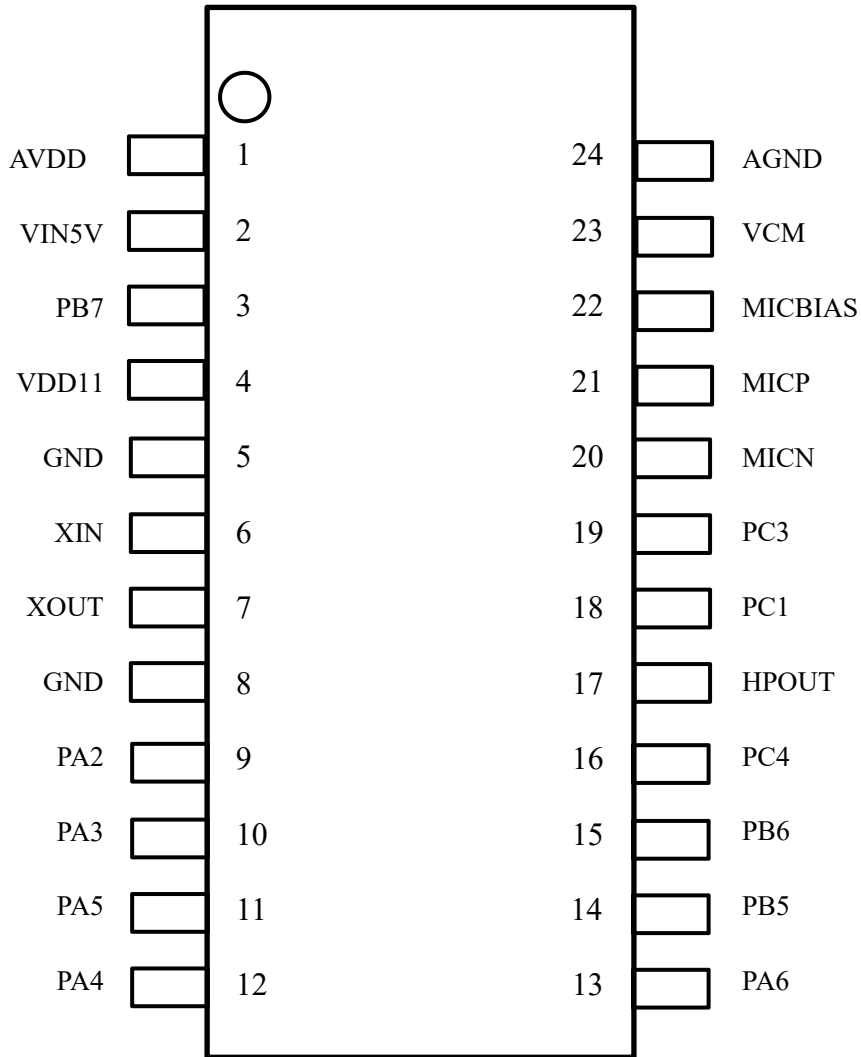 AVDD 1 24 AGND
VIN5V 2 23 VCM
PB7 3 22 MICBIAS
VDD11 4 21 MICP
GND 5 20 MICN
XIN 6 19 PC3
XOUT 7 18 PC1
GND 8 17 HPOUT
PA2 9 16 PC4
PA3 10 15 PB6
PA5 11 14 PB5
PA4 12 13 PA6